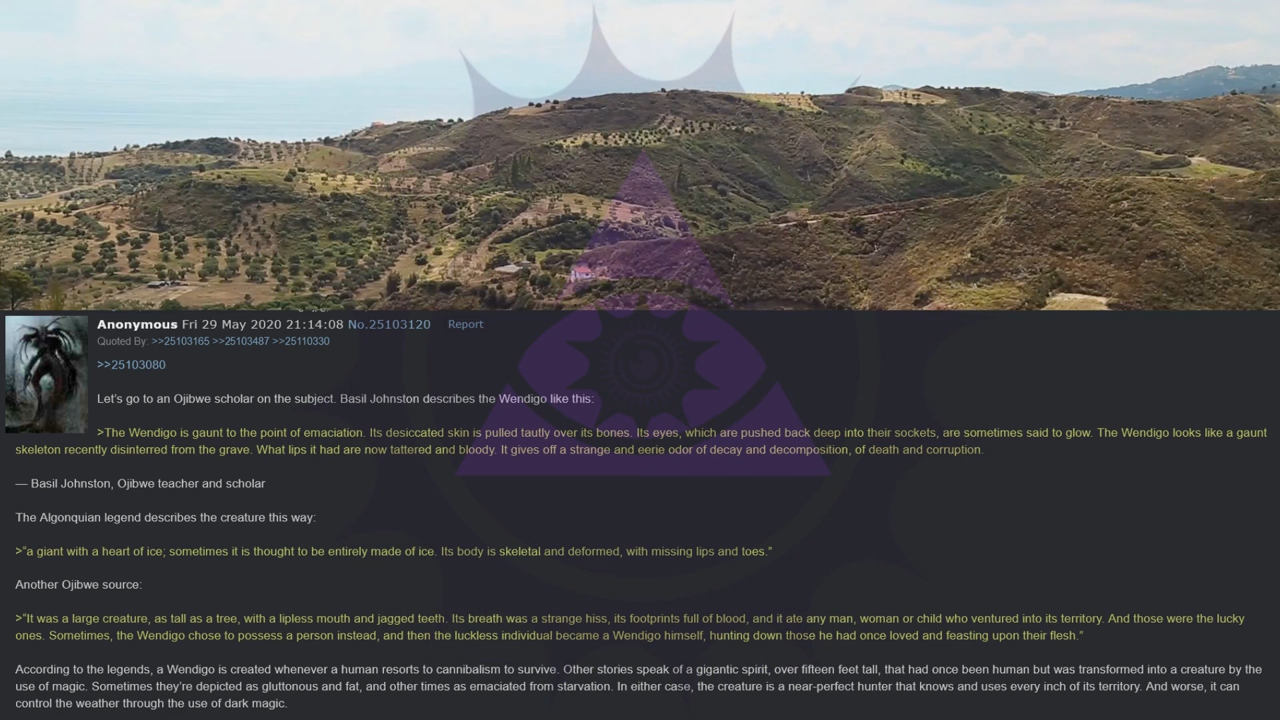 Anonymous Fri 29 May 2020 21:14:08 No.25103120 Report
Quoted By: >>25103165 >>25103487 >>25110330
>>25103080
Let's go to an Ojibwe scholar on the subject. Basil Johnston describes the Wendigo like this:
>The Wendigo is gaunt to the point of emaciation. Its desiccated skin is pulled tautly over its bones. Its eyes, which are pushed back deep into their sockets, are sometimes said to glow. The Wendigo looks like a gaunt
skeleton recently disinterred from the grave. What lips it had are now tattered and bloody. It gives off a strange and eerie odor of decay and decomposition, of death and corruption.
— Basil Johnston, Ojibwe teacher and scholar
The Algonquian legend describes the creature this way:
>“a giant with a heart of ice; sometimes it is thought to be entirely made of ice. Its body is skeletal and deformed, with missing lips and toes.”
Another Ojibwe source:
>“It was a large creature, as tall as a tree, with a lipless mouth and jagged teeth. Its breath was a strange hiss, its footprints full of blood, and it ate any man, woman or child who ventured into its territory. And those were the lucky
ones. Sometimes, the Wendigo chose to possess a person instead, and then the luckless individual became a Wendigo himself, hunting down those he had once loved and feasting upon their flesh.”
According to the legends, a Wendigo is created whenever a human resorts to cannibalism to survive. Other stories speak of a gigantic spirit, over fifteen feet tall, that had once been human but was transformed into a creature by the
use of magic. Sometimes they're depicted as gluttonous and fat, and other times as emaciated from starvation. In either case, the creature is a near-perfect hunter that knows and uses every inch of its territory. And worse, it can
control the weather through the use of dark magic.